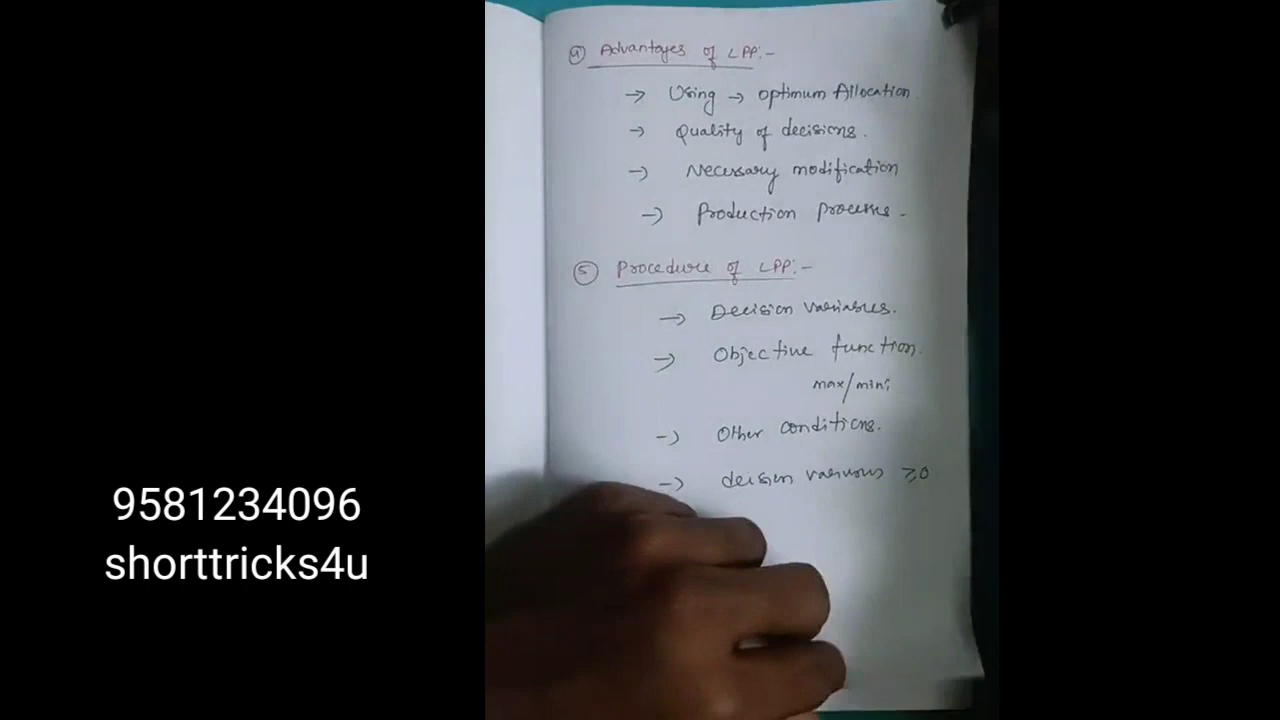 9581234096
shorttricks4u
4 Advantages of LPP:-
→ Using → optimum Allocation.
→ Quality of decisions.
→ Necessary modification
→ Production Processes.
5 Procedure of LPP:-
→ Decision variables.
→ Objective function.
max/mini
→ Other conditions.
→ decision ≥0